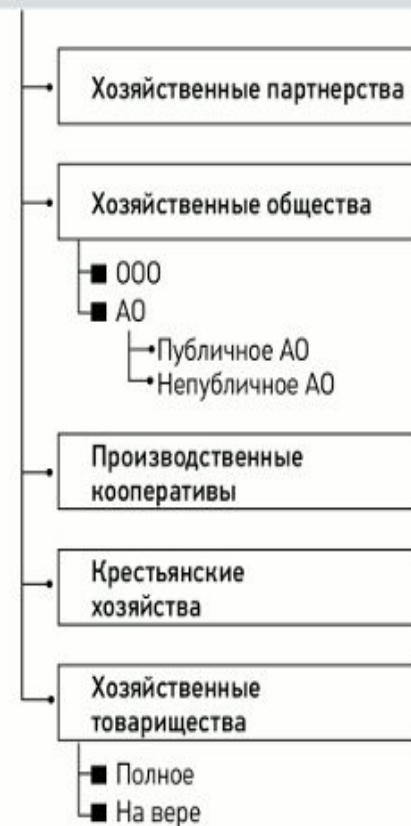 Хозяйственные партнерства
Хозяйственные общества
ООО
АО
Публичное АО
Непубличное АО
Производственные
кооперативы
Крестьянские
хозяйства
Хозяйственные
товарищества
Полное
На вере